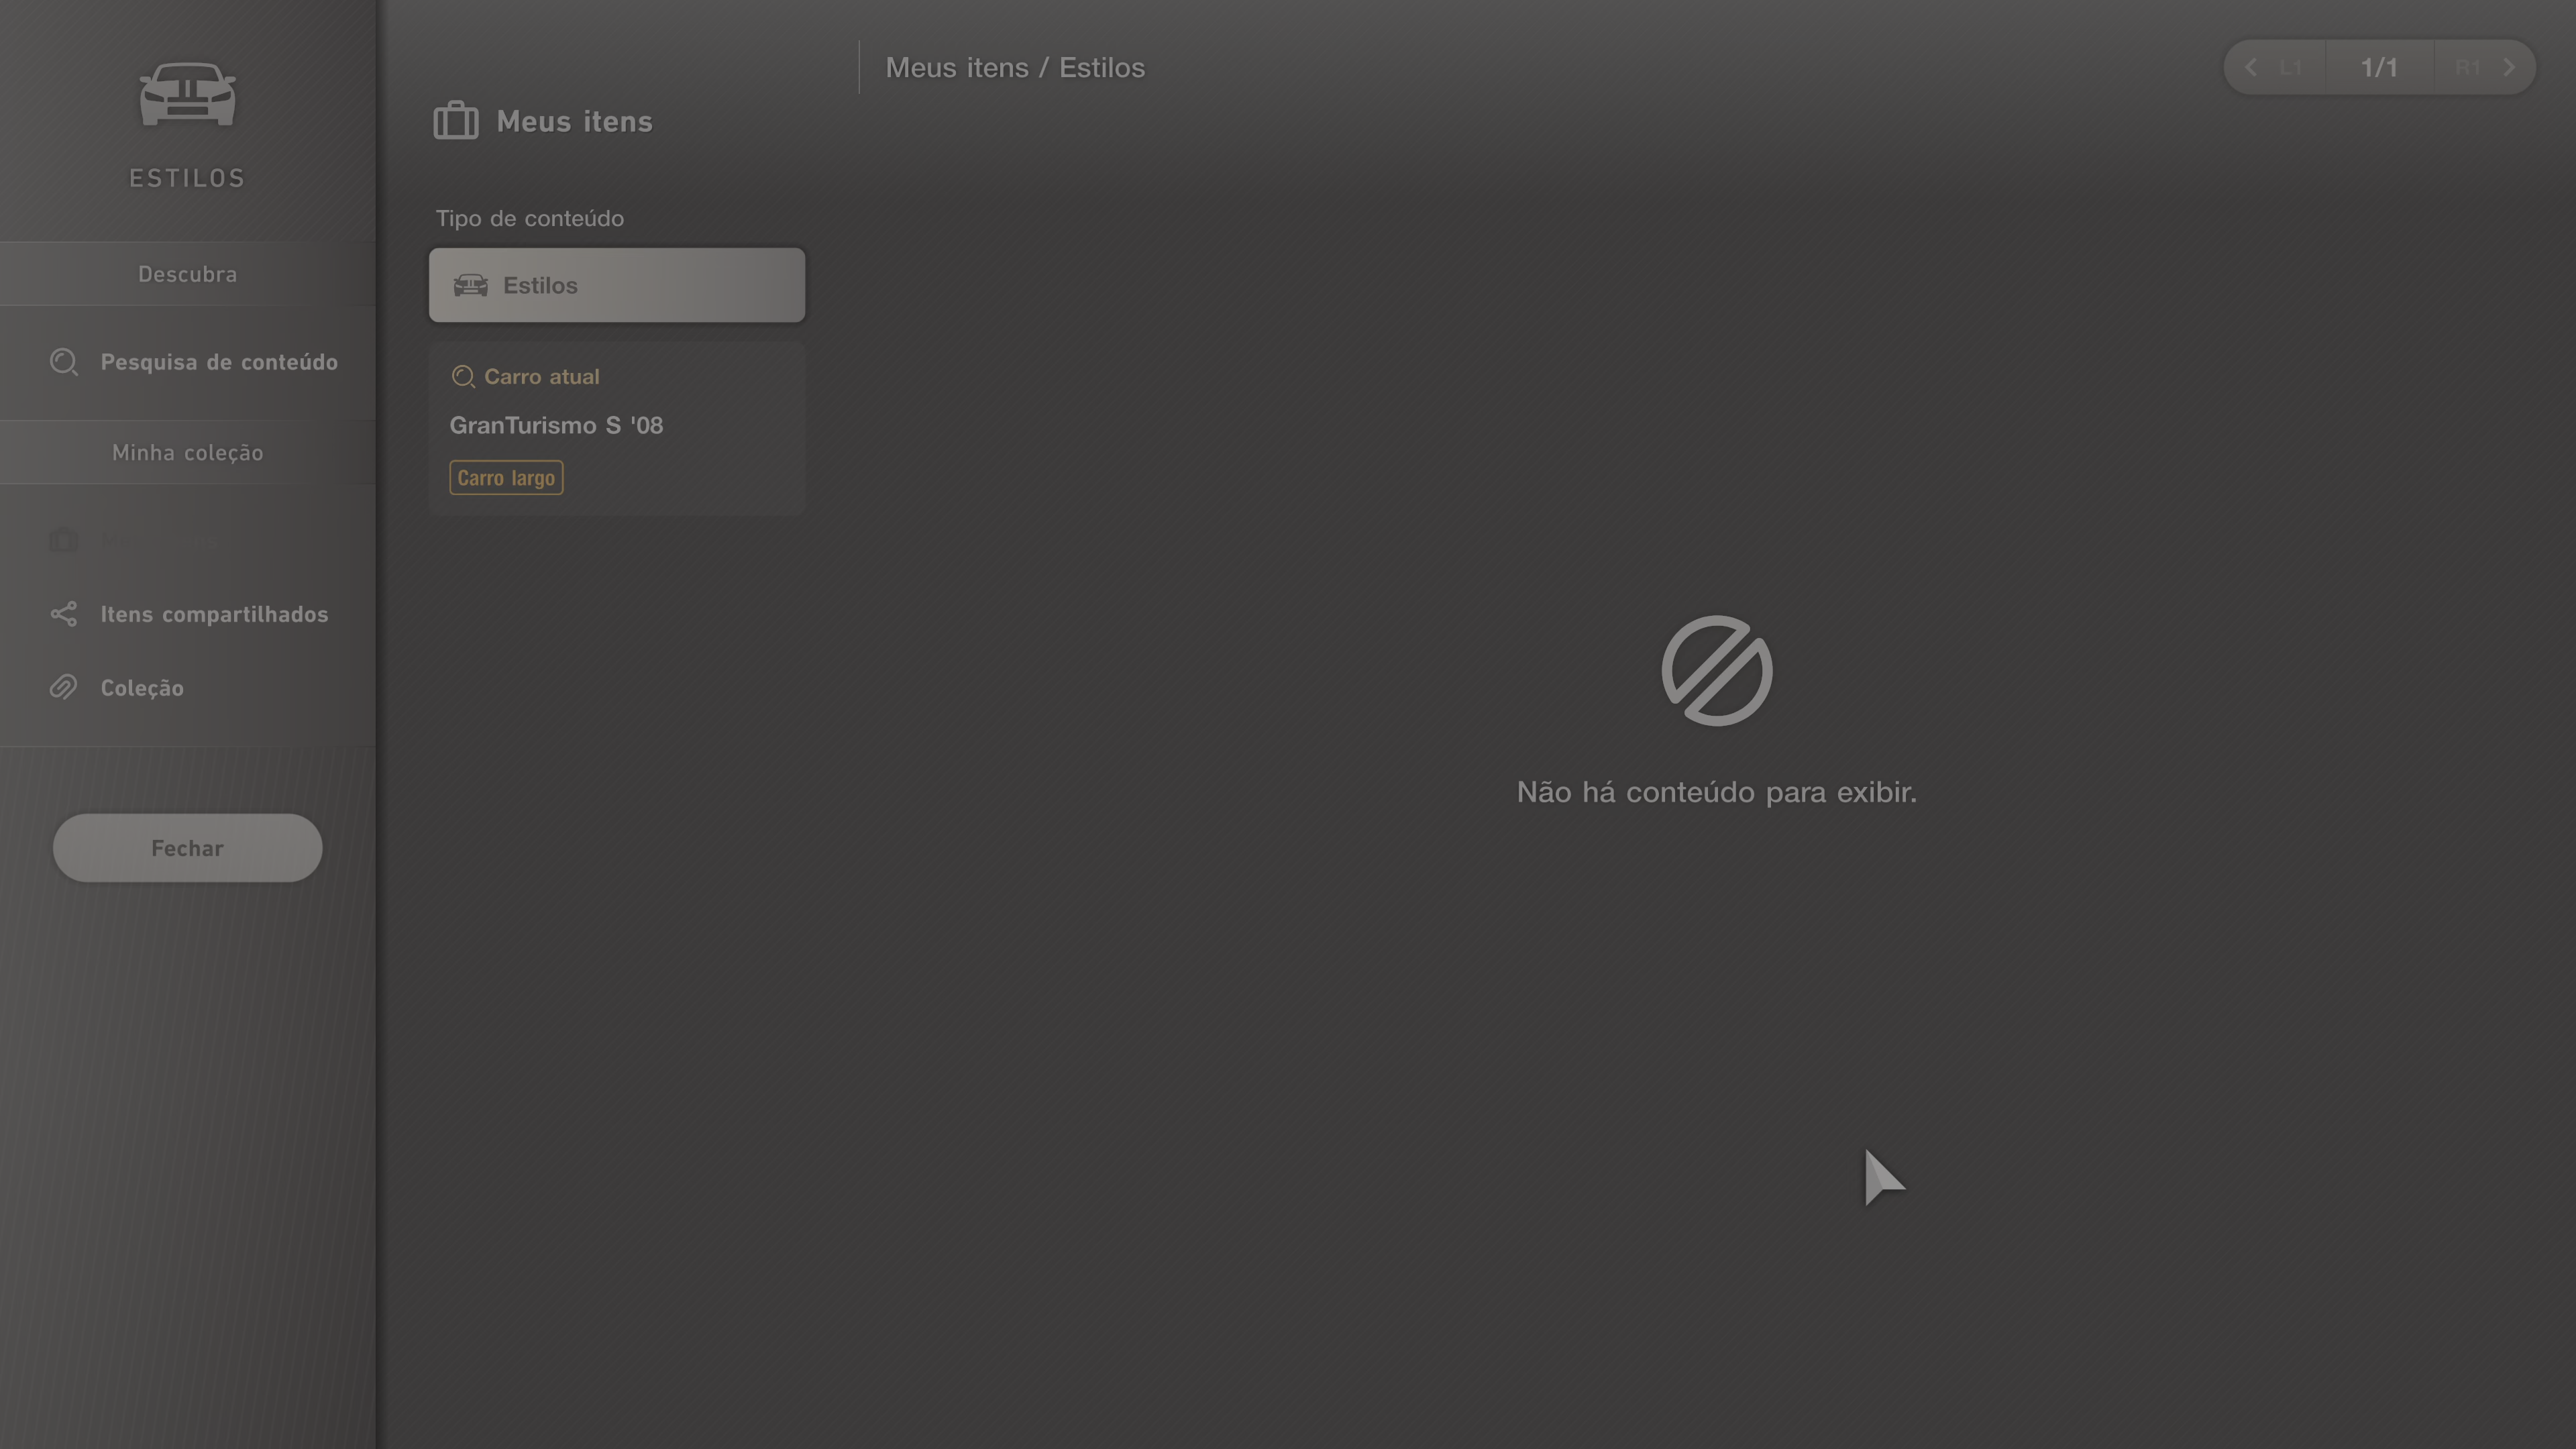 ESTILOS
Descubra
Pesquisa de conteúdo
Minha coleção
Itens compartilhados
Coleção
Fechar
Meus itens / Estilos
L1
1/1
R1
Meus itens
Tipo de conteúdo
Estilos
Carro atual
GranTurismo S '08
Carro largo
Não há conteúdo para exibir.